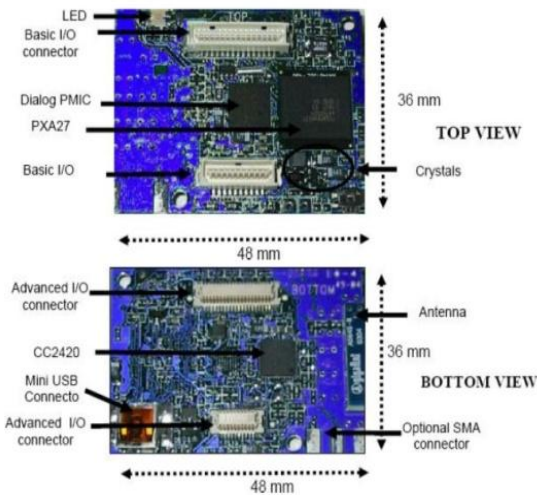 LED
TOP
Basic I/O
connector
Dialog PMIC
36 mm
PXA27
TOP VIEW
Basic I/O
Crystals
48 mm
Advanced I/O
connector
BOTTOM
Antenna
CC2420
36 mm
Mini USB
Connecto
BOTTOM VIEW
Advanced I/O
connector
Optional SMA
connector
48 mm